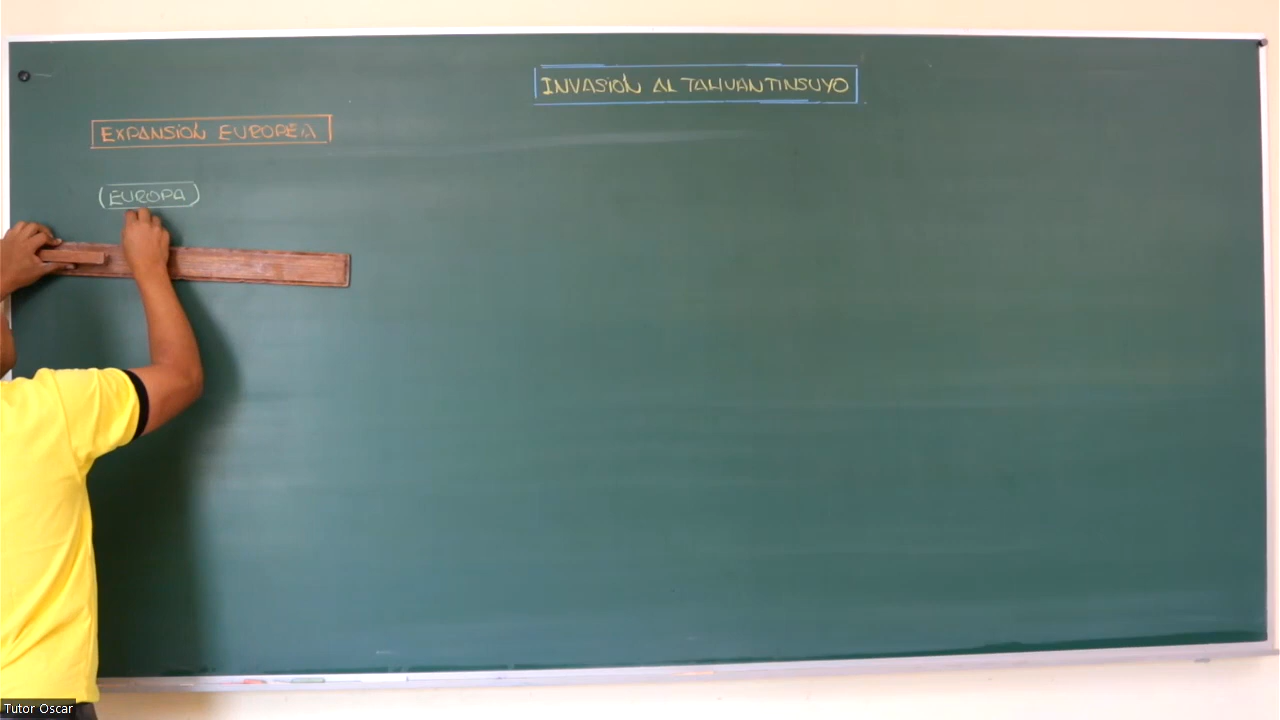 INVASIÓN AL TAHUANTINSUYO
EXPANSIÓN EUROPEA
(EUROPA)
Tutor Oscar